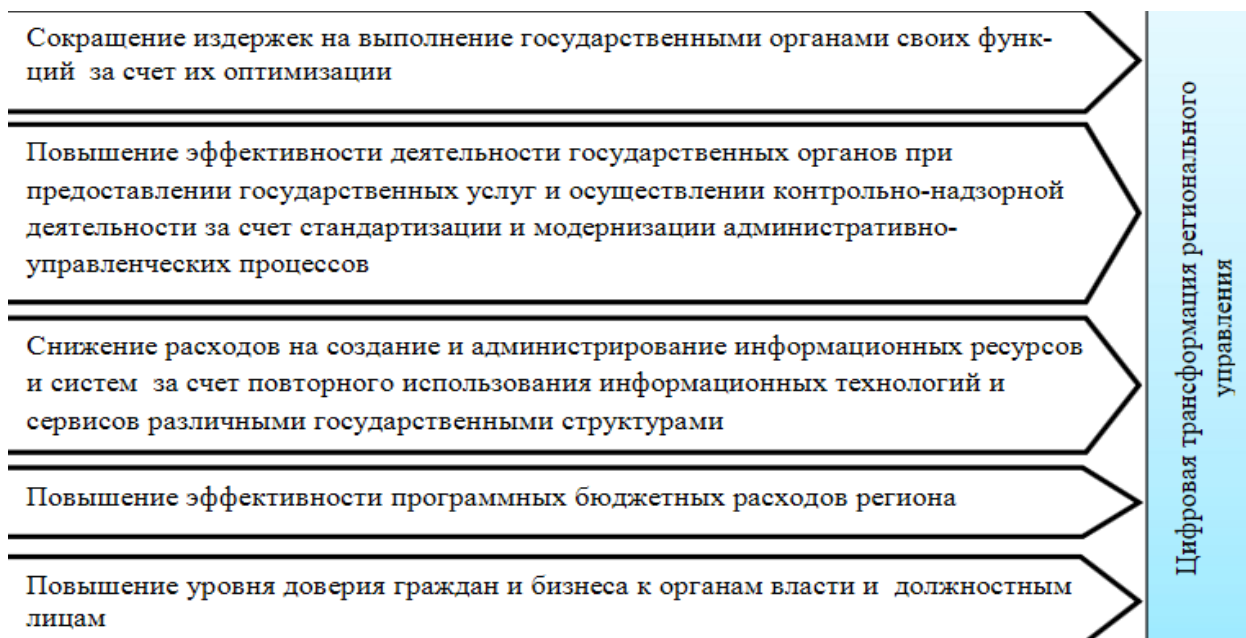 Сокращение издержек на выполнение государственными органами своих функ-
ций за счет их оптимизации
Повышение эффективности деятельности государственных органов при
предоставлении государственных услуг и осуществлении контрольно-надзорной
деятельности за счет стандартизации и модернизации административно-
управленческих процессов
Снижение расходов на создание и администрирование информационных ресурсов
и систем за счет повторного использования информационных технологий и
сервисов различными государственными структурами
Повышение эффективности программных бюджетных расходов региона
Повышение уровня доверия граждан и бизнеса к органам власти и должностным
лицам
Цифровая трансформация регионального
управления